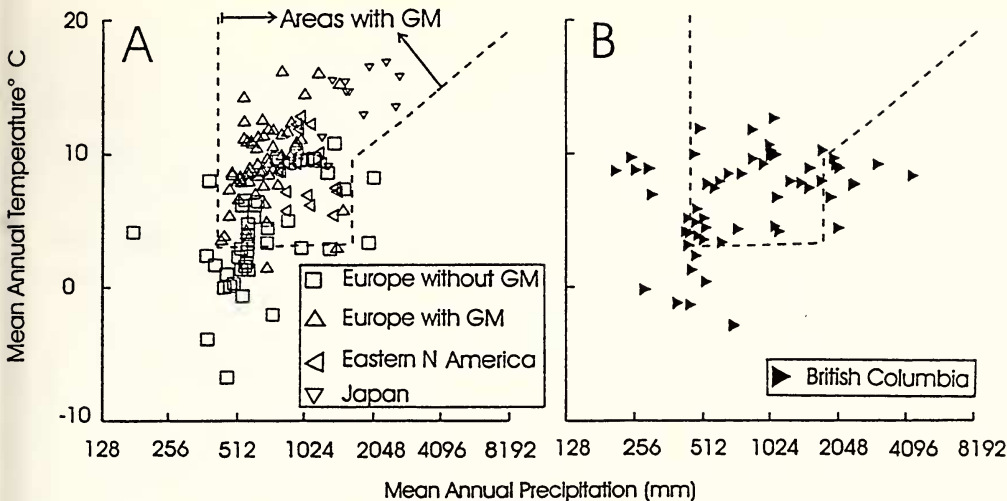 20
Areas with GM
A
B
Mean Annual Temperature° C
10
0
-10
Europe without GM
Europe with GM
Eastern N America
Japan
British Columbia
128 256 512 1024 2048 4096 8192
128 256 512 1024 2048 4096 8192
Mean Annual Precipitation (mm)